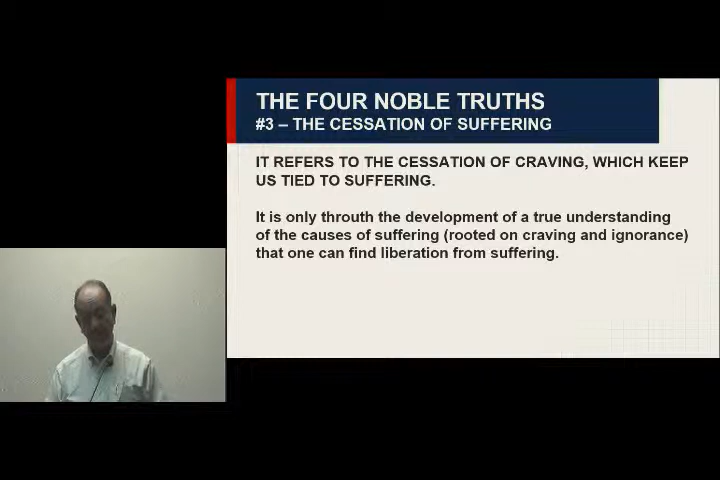 THE FOUR NOBLE TRUTHS
#3 – THE CESSATION OF SUFFERING
IT REFERS TO THE CESSATION OF CRAVING, WHICH KEEP
US TIED TO SUFFERING.
It is only throuth the development of a true understanding
of the causes of suffering (rooted on craving and ignorance)
that one can find liberation from suffering.